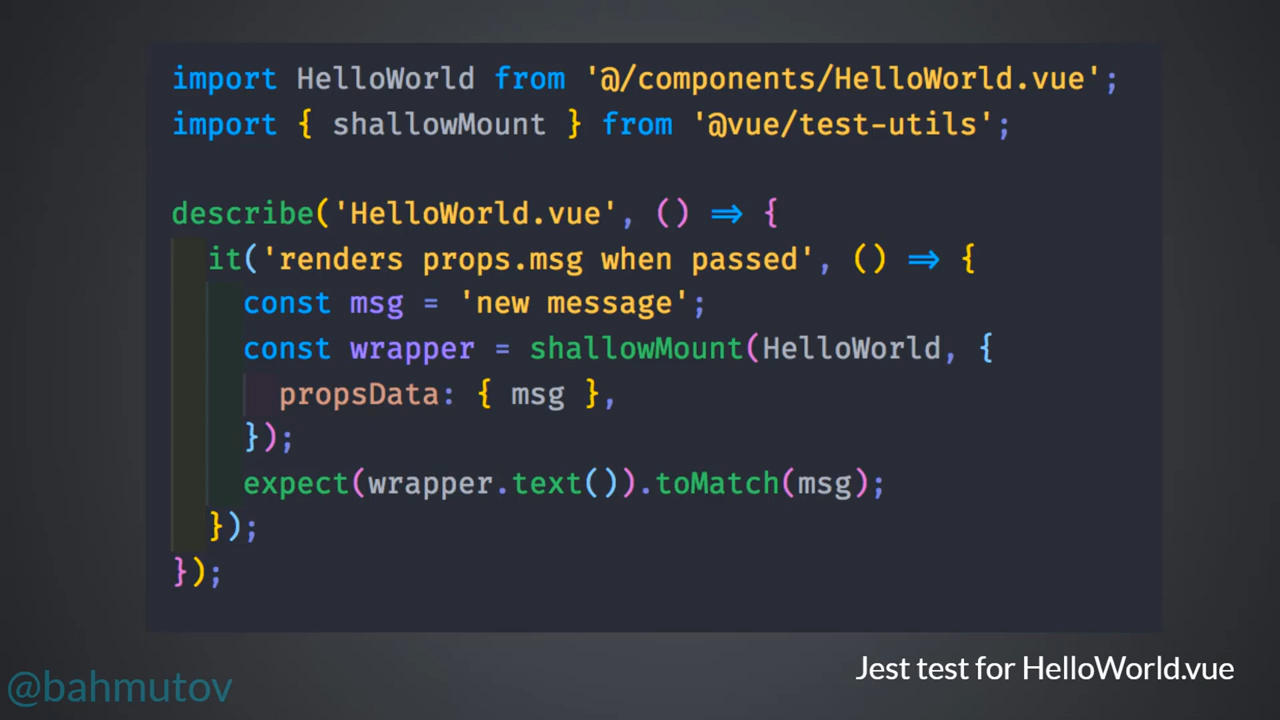 import HelloWorld from '@/components/HelloWorld.vue';
import { shallowMount } from '@vue/test-utils';
describe('HelloWorld.vue', () => {
it('renders props.msg when passed', () => {
const msg = 'new message';
const wrapper = shallowMount(HelloWorld, {
propsData: { msg },
});
expect(wrapper.text()).toMatch(msg);
});
});
Jest test for HelloWorld.vue
@bahmutov